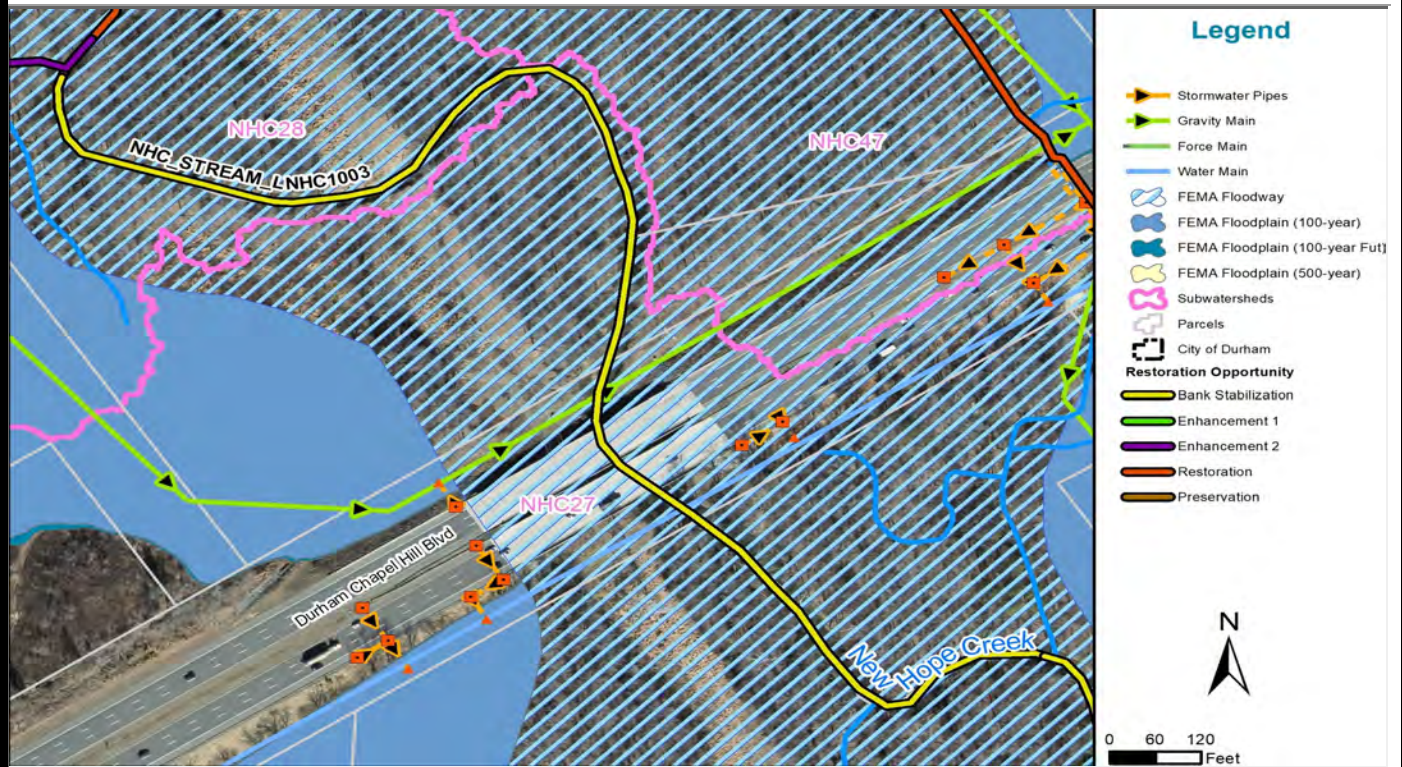 Legend
Stormwater Pipes
Gravity Main
Force Main
Water Main
FEMA Floodway
FEMA Floodplain (100-year)
FEMA Floodplain (100-year Fut)
FEMA Floodplain (500-year)
Subwatersheds
Parcels
City of Durham
Restoration Opportunity
Bank Stabilization
Enhancement 1
Enhancement 2
Restoration
Preservation
N
0 60 120
Feet
NHC28
NHC47
NHC_STREAM_LNHC1003
NHC27
Durham Chapel Hill Blvd
New Hope Creek